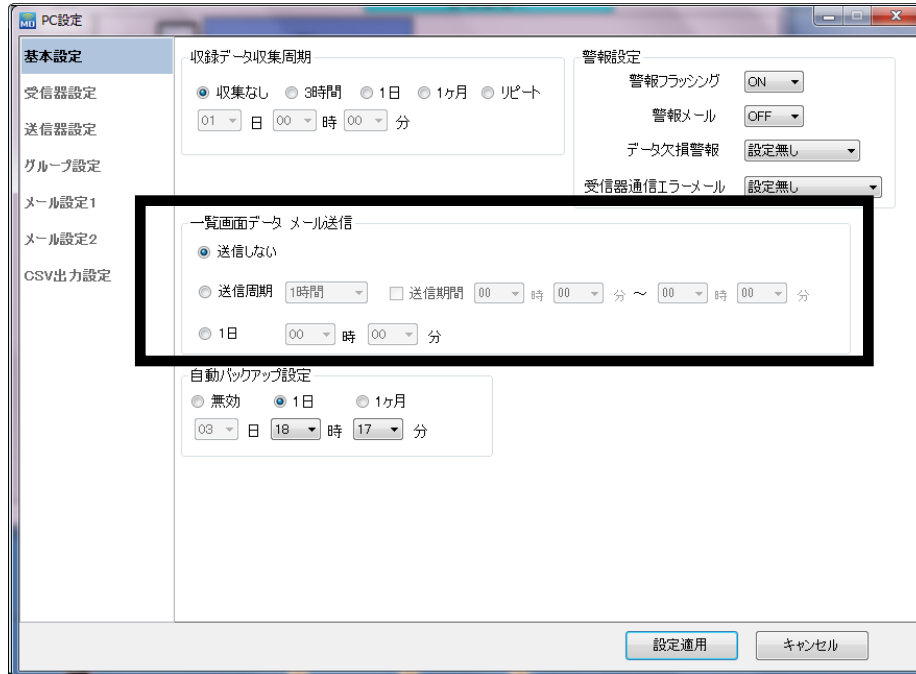 MD PC設定
基本設定
受信器設定
送信器設定
グループ設定
メール設定1
メール設定2
CSV出力設定
収録データ収集周期
収集なし 3時間 1日 1ヶ月 リピート
01 日 00 時 00 分
警報設定
警報フラッシング ON
警報メール OFF
データ欠損警報 設定無し
受信器通信エラーメール 設定無し
一覧画面データ メール送信
送信しない
送信周期 1時間 送信期間 00 時 00 分 ～ 00 時 00 分
1日 00 時 00 分
自動バックアップ設定
無効 1日 1ヶ月
03 日 18 時 17 分
設定適用 キャンセル